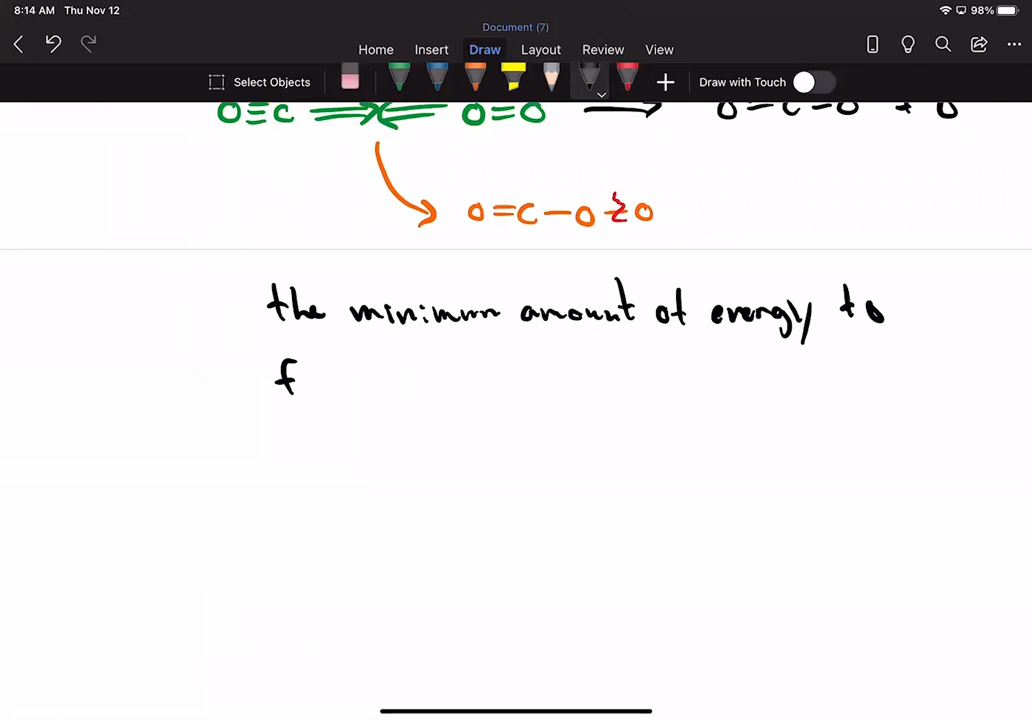 8:14 AM Thu Nov 12
98%
Document (7)
Home Insert Draw Layout Review View
Select Objects
Draw with Touch
O≡C O=O O=C-O + O
O=C-O-O
the minimum amount of energy to
f